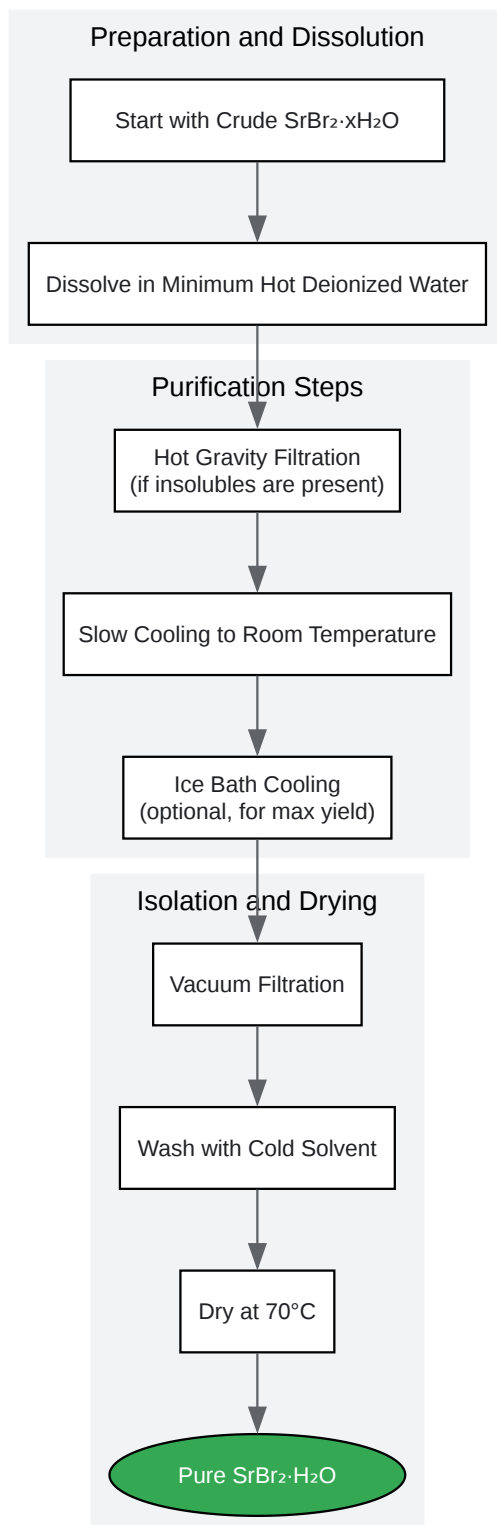 Preparation and Dissolution
Start with Crude SrBr₂·xH₂O
Dissolve in Minimum Hot Deionized Water
Purification Steps
Hot Gravity Filtration
(if insolubles are present)
Slow Cooling to Room Temperature
Ice Bath Cooling
(optional, for max yield)
Isolation and Drying
Vacuum Filtration
Wash with Cold Solvent
Dry at 70°C
Pure SrBr₂·H₂O